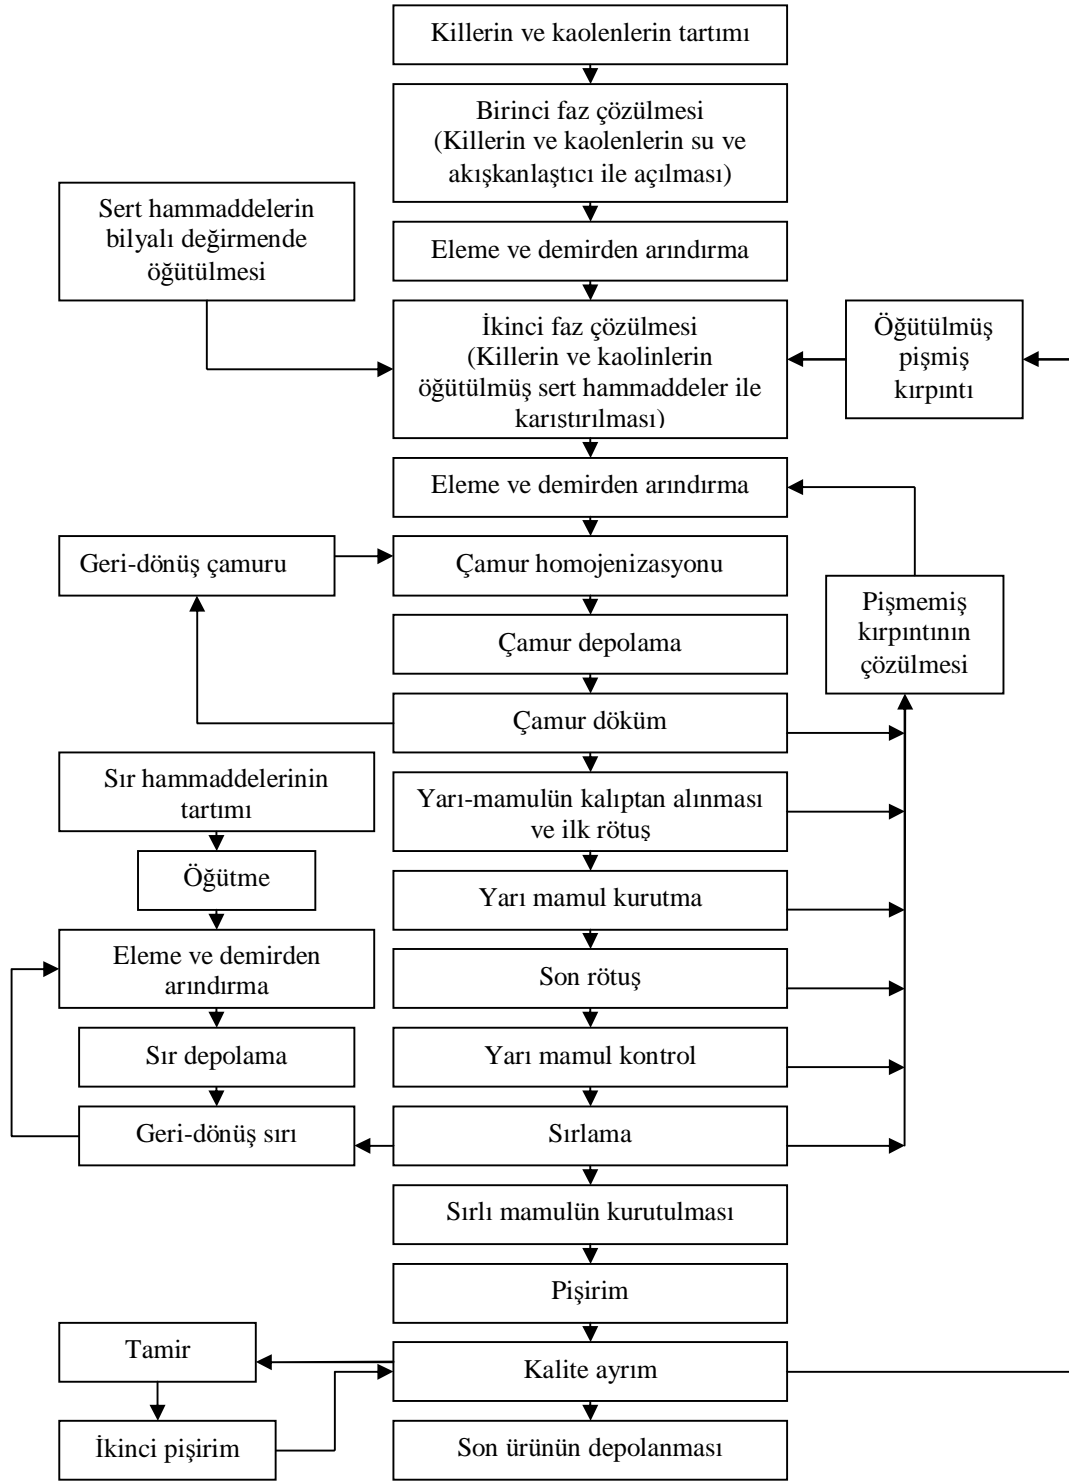 Killerin ve kaolenlerin tartımı
Birinci faz çözülmesi
(Killerin ve kaolenlerin su ve
akışkanlaştıcı ile açılması)
Sert hammaddelerin
bilyalı değirmende
öğütülmesi
Eleme ve demirden arındırma
İkinci faz çözülmesi
(Killerin ve kaolinlerin
öğütülmüş sert hammaddeler ile
karıstırılması)
Öğütülmüş
pişmiş
kırpıntı
Eleme ve demirden arındırma
Geri-dönüş çamuru
Çamur homojenizasyonu
Pişmemiş
kırpıntının
çözülmesi
Çamur depolama
Çamur döküm
Sır hammaddelerinin
tartımı
Yarı-mamulün kalıptan alınması
ve ilk rötuş
Öğütme
Yarı mamul kurutma
Eleme ve demirden
arındırma
Son rötuş
Sır depolama
Yarı mamul kontrol
Geri-dönüş sırı
Sırlama
Sırlı mamulün kurutulması
Pişirim
Tamir
Kalite ayrım
İkinci pişirim
Son ürünün depolanması